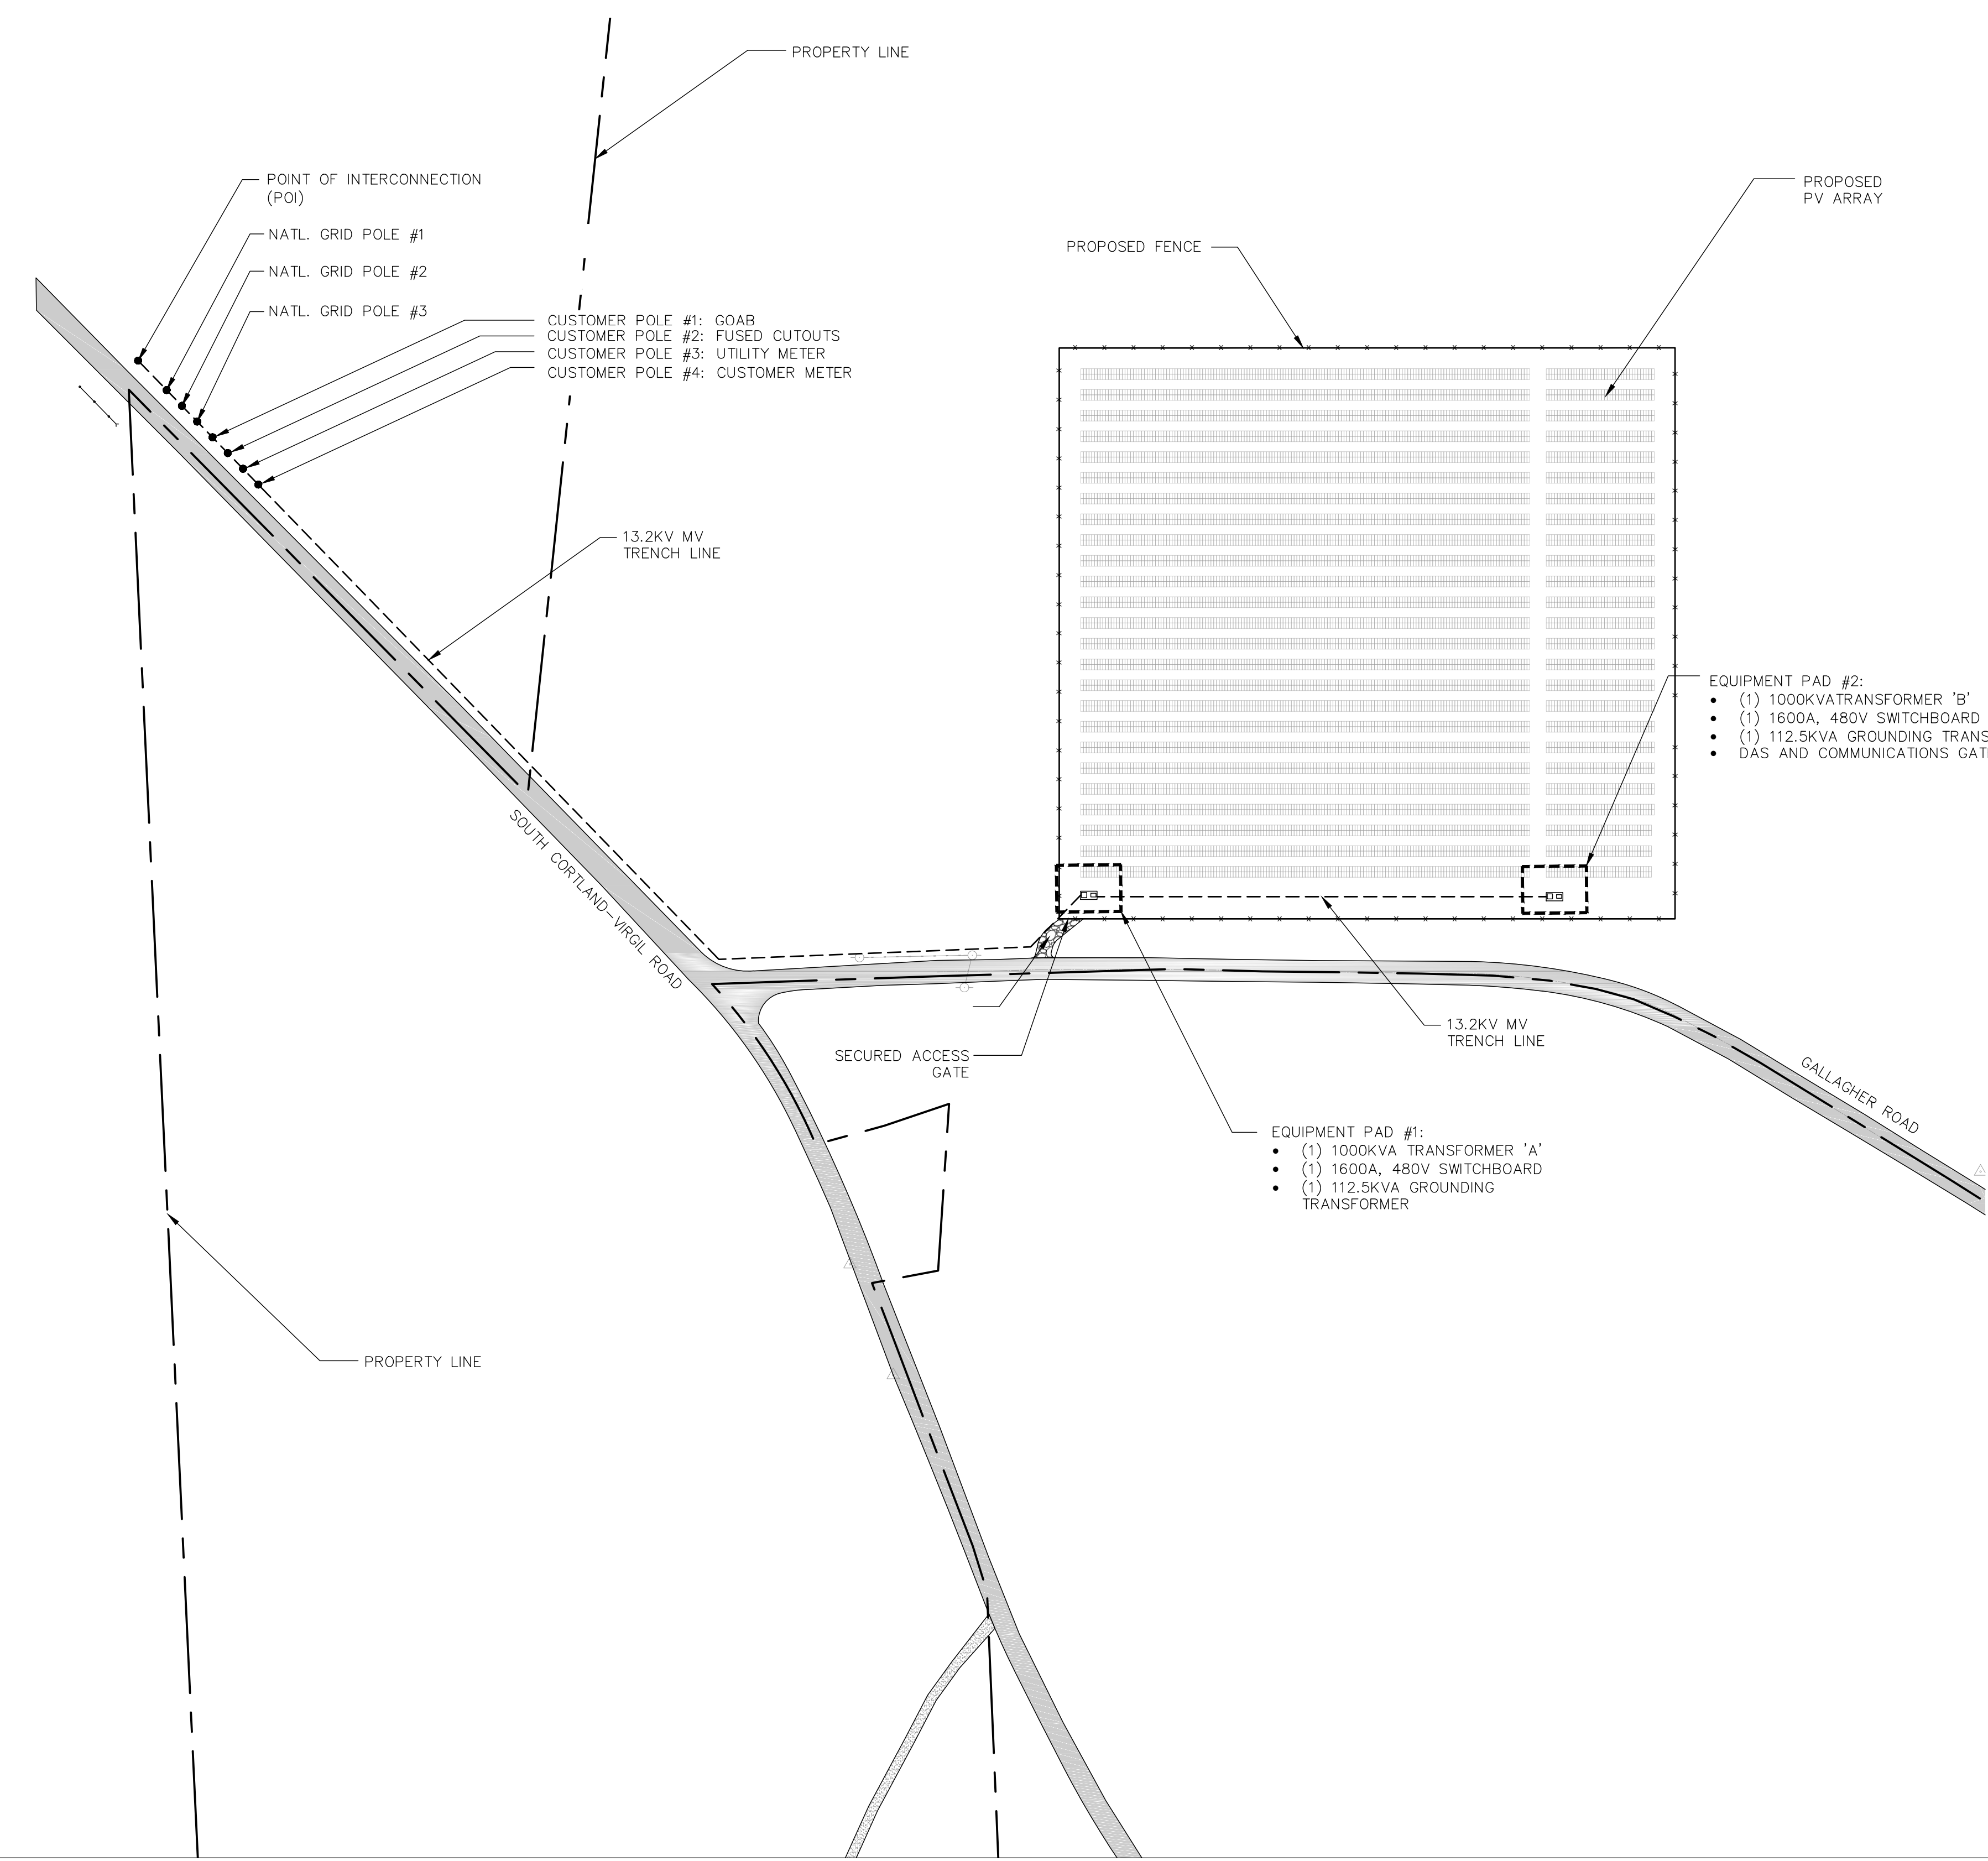 PROPERTY LINE
POINT OF INTERCONNECTION
(POI)
NATL. GRID POLE #1
NATL. GRID POLE #2
NATL. GRID POLE #3
CUSTOMER POLE #1: GOAB
CUSTOMER POLE #2: FUSED CUTOUTS
CUSTOMER POLE #3: UTILITY METER
CUSTOMER POLE #4: CUSTOMER METER
PROPOSED
PV ARRAY
PROPOSED FENCE
13.2KV MV
TRENCH LINE
EQUIPMENT PAD #2:
• (1) 1000KVATRANSFORMER 'B'
• (1) 1600A, 480V SWITCHBOARD
• (1) 112.5KVA GROUNDING TRANS
• DAS AND COMMUNICATIONS GAT
SOUTH CORTLAND-VIRGIL ROAD
13.2KV MV
TRENCH LINE
SECURED ACCESS
GATE
GALLAGHER ROAD
EQUIPMENT PAD #1:
• (1) 1000KVA TRANSFORMER 'A'
• (1) 1600A, 480V SWITCHBOARD
• (1) 112.5KVA GROUNDING
TRANSFORMER
PROPERTY LINE